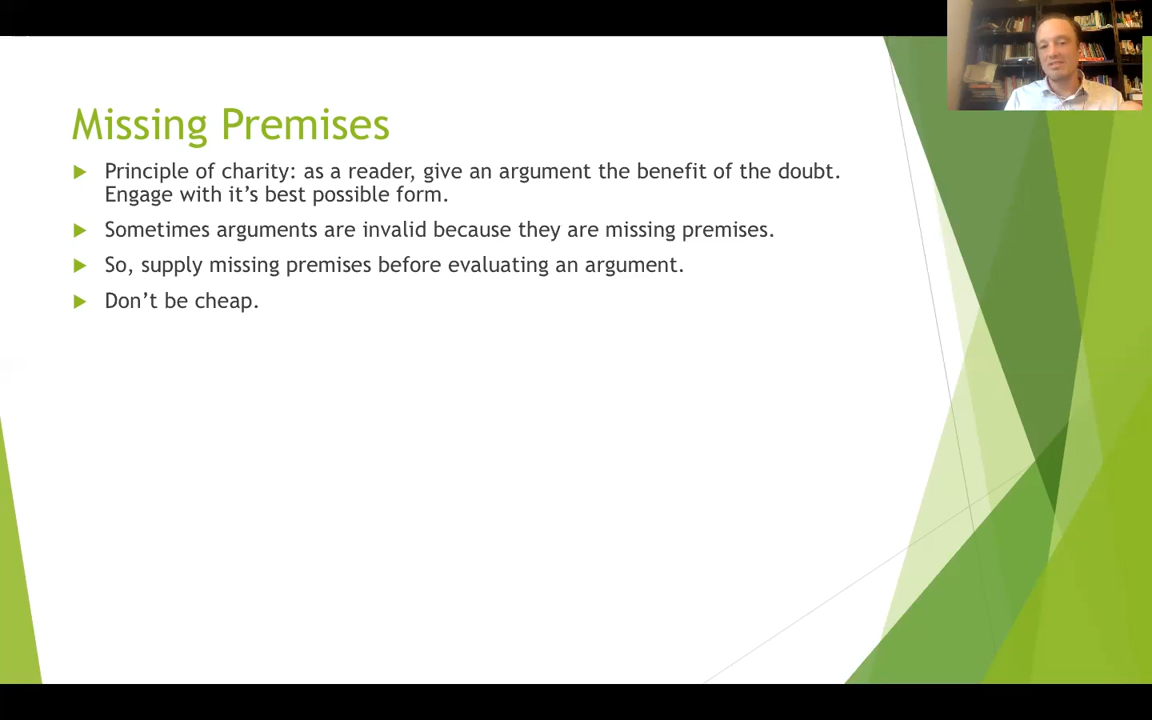 Missing Premises
Principle of charity: as a reader, give an argument the benefit of the doubt.
Engage with it’s best possible form.
Sometimes arguments are invalid because they are missing premises.
So, supply missing premises before evaluating an argument.
Don’t be cheap.